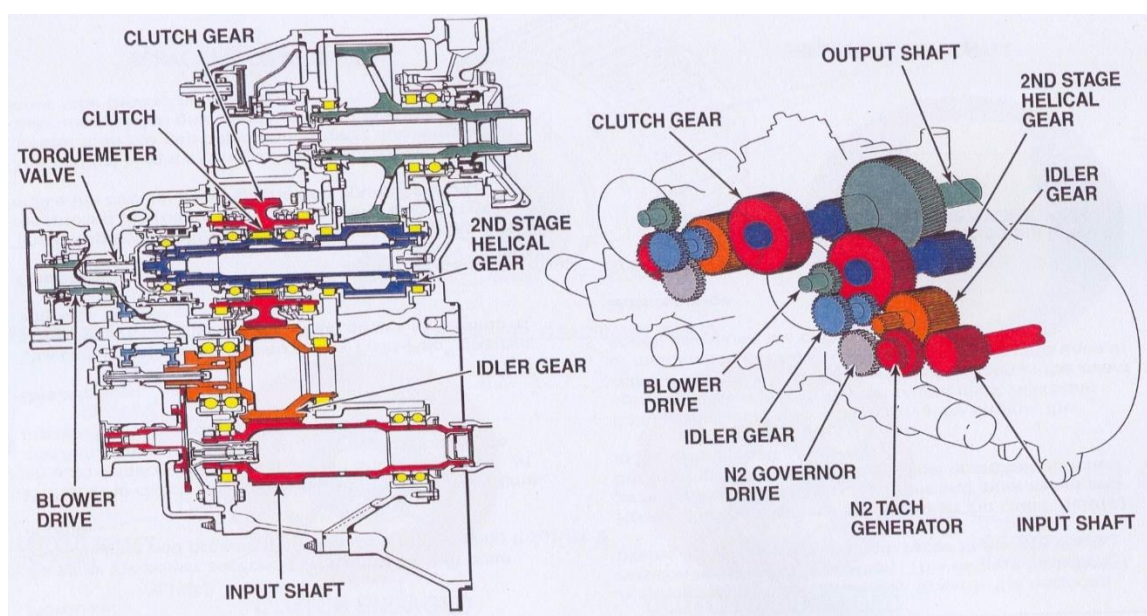 CLUTCH GEAR
CLUTCH
TORQUEMETER
VALVE
2ND STAGE
HELICAL
GEAR
IDLER GEAR
BLOWER
DRIVE
INPUT SHAFT
OUTPUT SHAFT
2ND STAGE
HELICAL
GEAR
CLUTCH GEAR
IDLER
GEAR
BLOWER
DRIVE
IDLER GEAR
N2 GOVERNOR
DRIVE
N2 TACH
GENERATOR
INPUT SHAFT